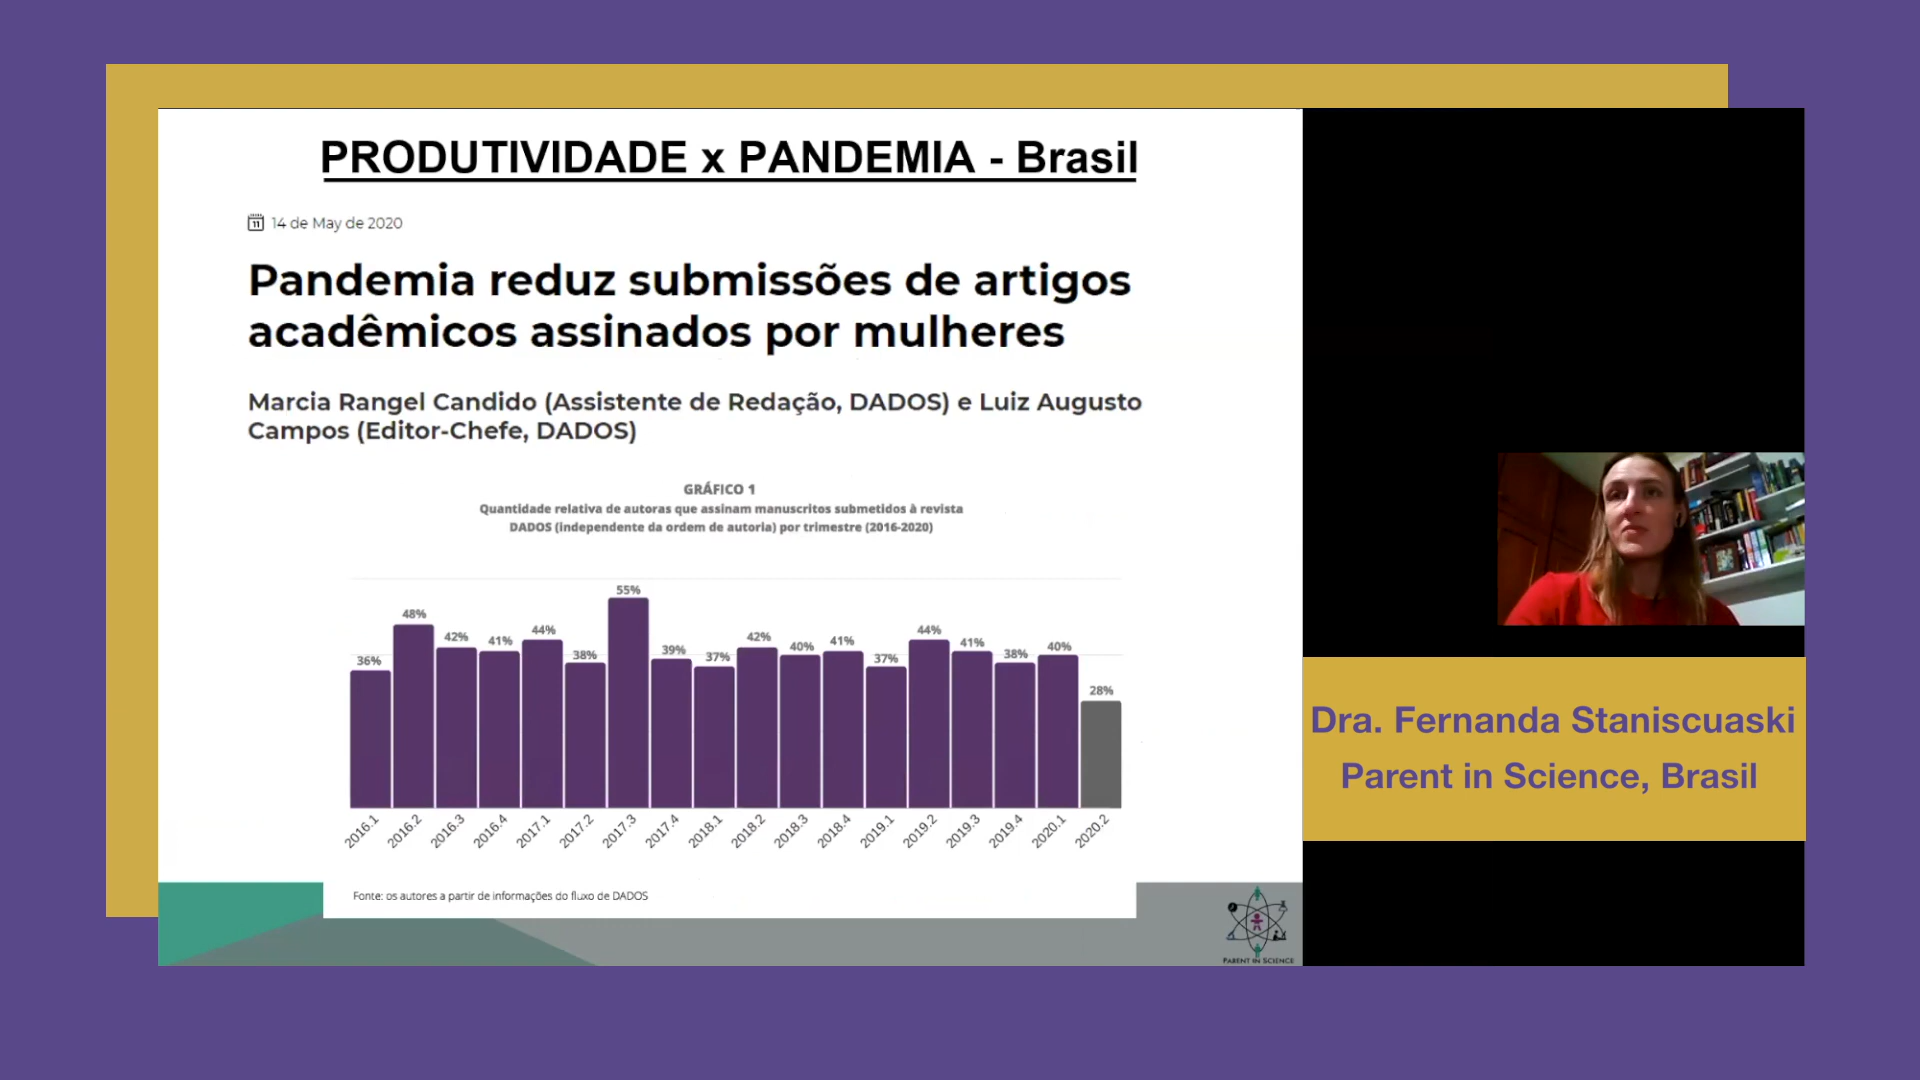 PRODUTIVIDADE x PANDEMIA - Brasil
11
14 de May de 2020
Pandemia reduz submissões de artigos
acadêmicos assinados por mulheres
Marcia Rangel Candido (Assistente de Redação, DADOS) e Luiz Augusto
Campos (Editor-Chefe, DADOS)
GRÁFICO 1
Quantidade relativa de autoras que assinam manuscritos submetidos à revista
DADOS (independente da ordem de autoria) por trimestre (2016-2020)
36% 48% 42% 41% 44% 38% 55% 39% 37% 42% 40% 41% 37% 44% 41% 38% 40% 28%
2016.1 2016.2 2016.3 2016.4 2017.1 2017.2 2017.3 2017.4 2018.1 2018.2 2018.3 2018.4 2019.1 2019.2 2019.3 2019.4 2020.1 2020.2
Fonte: os autores a partir de informações do fluxo de DADOS
PARENT IN SCIENCE
Dra. Fernanda Staniscuaski
Parent in Science, Brasil